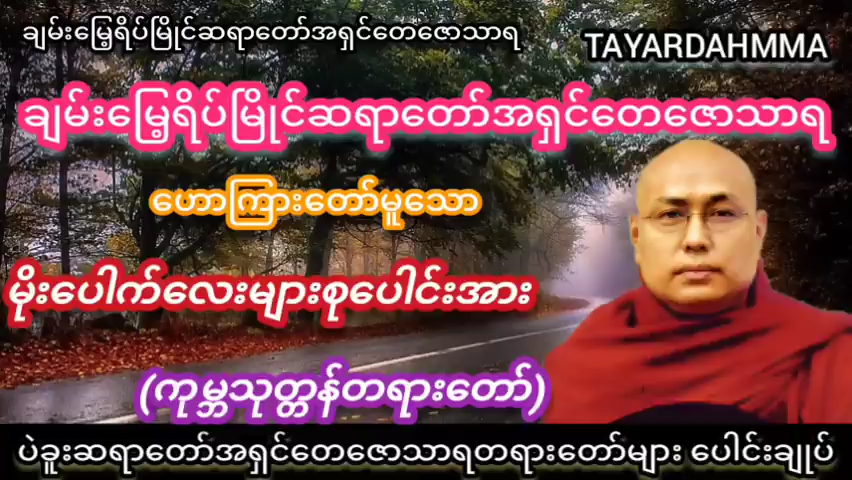 ချမ်းမြေ့ရိပ်မြိုင်ဆရာတော်အရှင်တေဇောသာရ
TAYARDAHMMA
ချမ်းမြေ့ရိပ်မြိုင်ဆရာတော်အရှင်တေဇောသာရ
ဟောကြားတော်မူသော
မိုးပေါက်လေးများစုပေါင်းအား
(ကုမ္ဘသုတ္တန်တရားတော်)
ပဲခူးဆရာတော်အရှင်တေဇောသာရတရားတော်များ ပေါင်းချုပ်